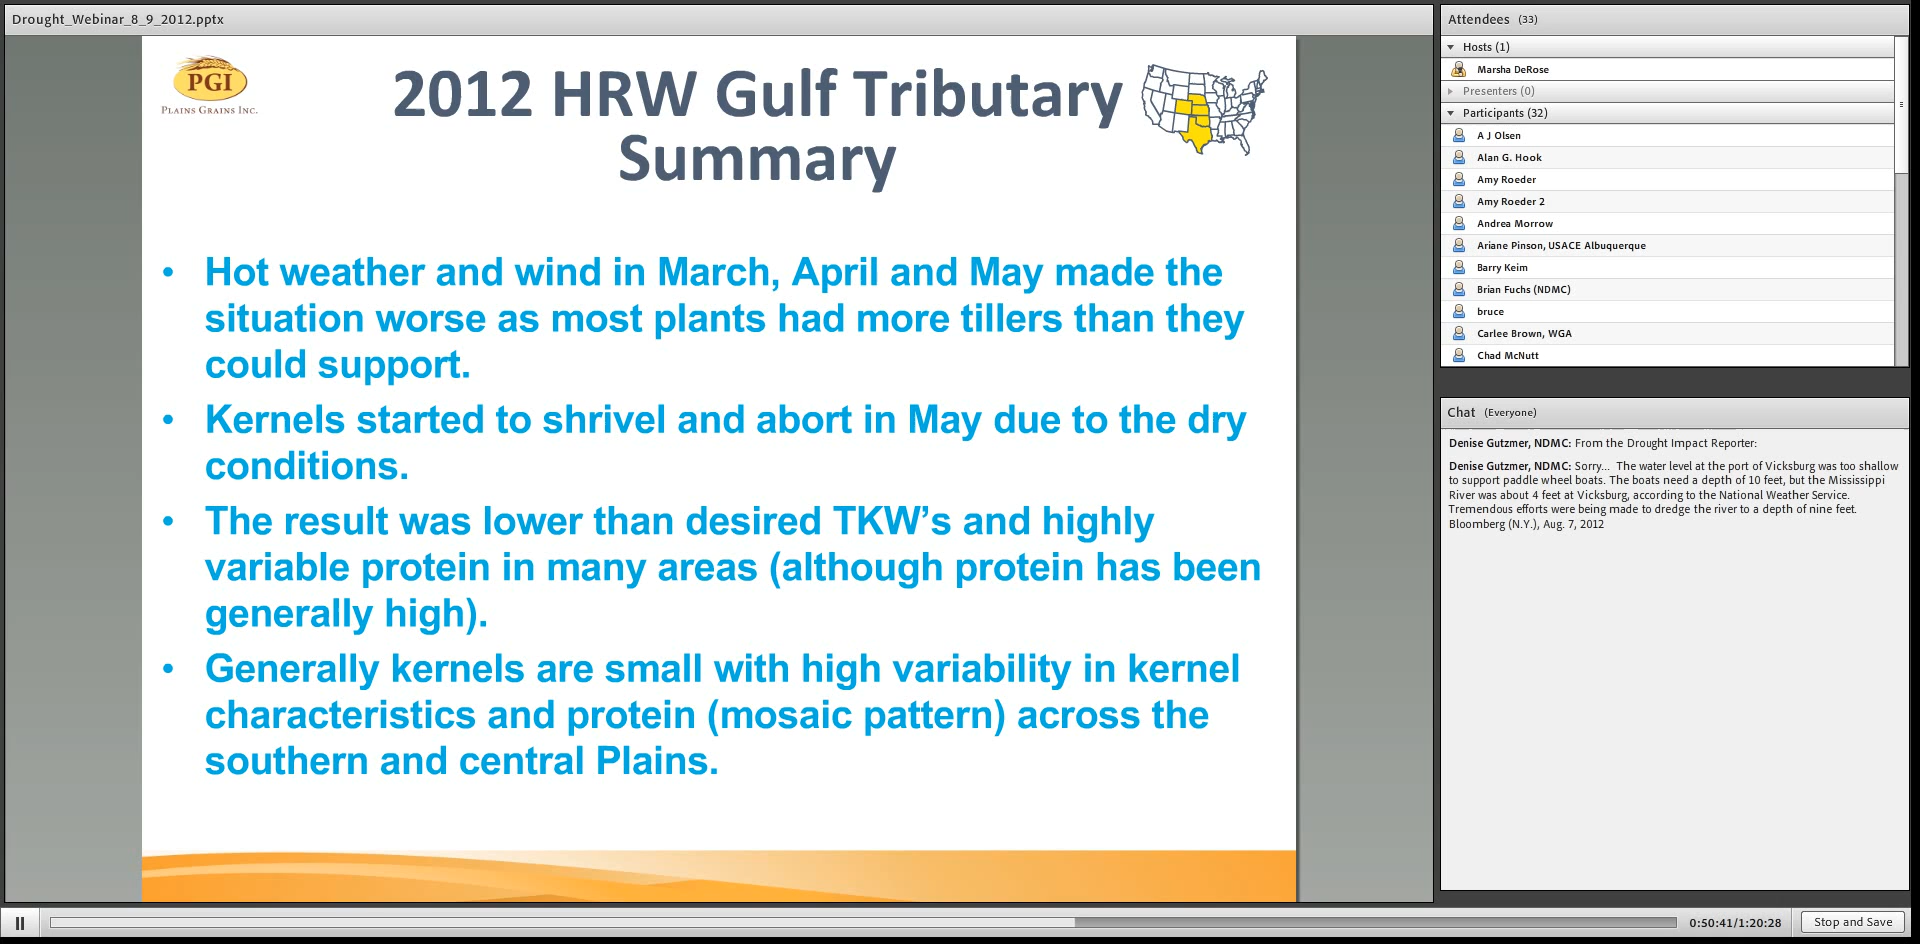 Drought_Webinar_8_9_2012.pptx
PGI
PLAINS GRAINS INC.
2012 HRW Gulf Tributary
Summary
• Hot weather and wind in March, April and May made the
situation worse as most plants had more tillers than they
could support.
• Kernels started to shrivel and abort in May due to the dry
conditions.
• The result was lower than desired TKW’s and highly
variable protein in many areas (although protein has been
generally high).
• Generally kernels are small with high variability in kernel
characteristics and protein (mosaic pattern) across the
southern and central Plains.
Attendees (33)
Hosts (1)
Marsha DeRose
Presenters (0)
Participants (32)
A J Olsen
Alan G. Hook
Amy Roeder
Amy Roeder 2
Andrea Morrow
Ariane Pinson, USACE Albuquerque
Barry Keim
Brian Fuchs (NDMC)
bruce
Carlee Brown, WGA
Chad McNutt
Chat (Everyone)
Denise Gutzmer, NDMC: From the Drought Impact Reporter:
Denise Gutzmer, NDMC: Sorry... The water level at the port of Vicksburg was too shallow
to support paddle wheel boats. The boats need a depth of 10 feet, but the Mississippi
River was about 4 feet at Vicksburg, according to the National Weather Service.
Tremendous efforts were being made to dredge the river to a depth of nine feet.
Bloomberg (N.Y.), Aug. 7, 2012
0:50:41/1:20:28
Stop and Save